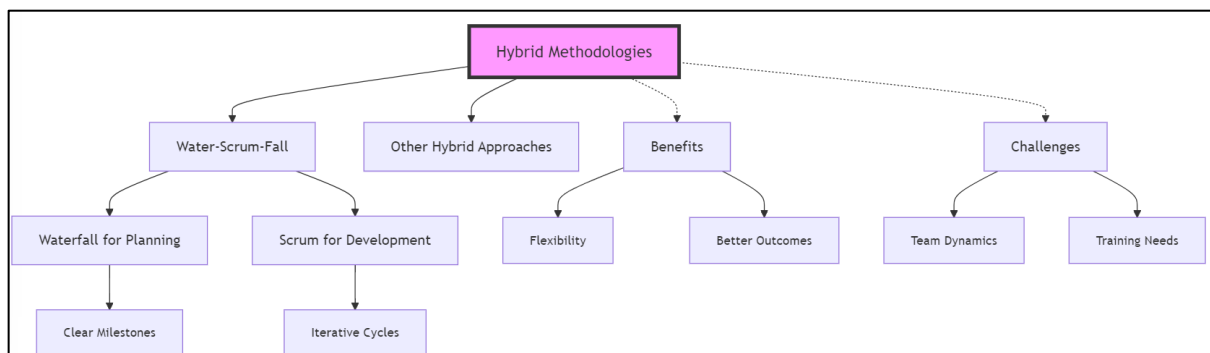 Hybrid Methodologies
Water-Scrum-Fall
Other Hybrid Approaches
Benefits
Challenges
Waterfall for Planning
Scrum for Development
Flexibility
Better Outcomes
Team Dynamics
Training Needs
Clear Milestones
Iterative Cycles